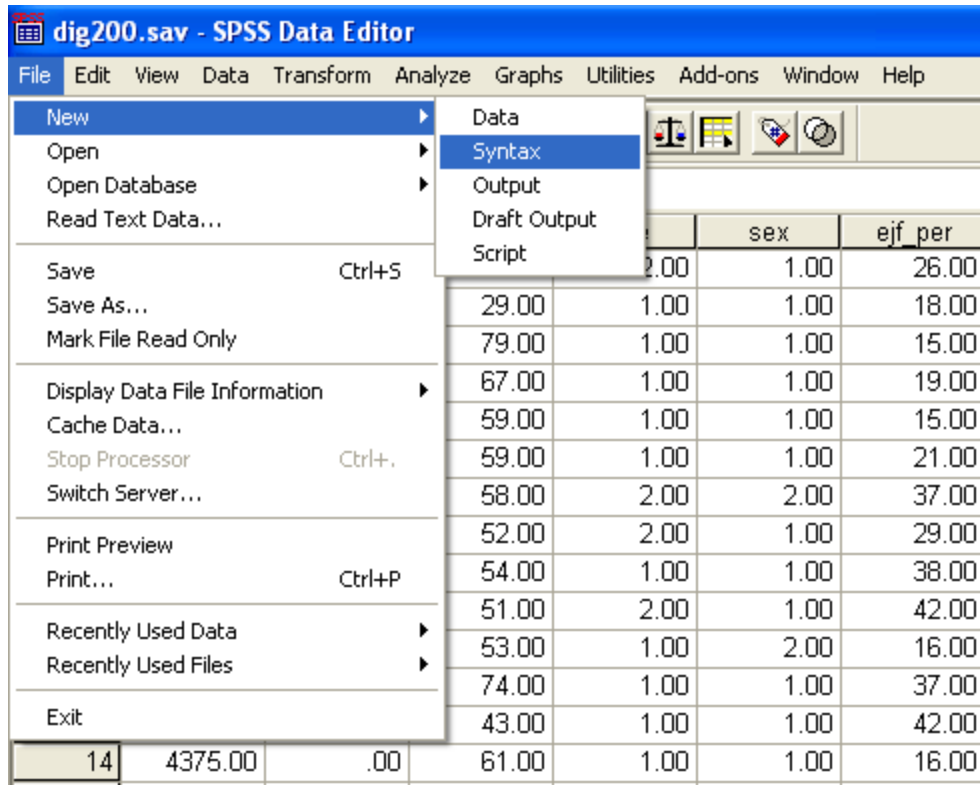 dig200.sav - SPSS Data Editor
File Edit View Data Transform Analyze Graphs Utilities Add-ons Window Help
New
Open
Open Database
Read Text Data...
Save Ctrl+S
Save As...
Mark File Read Only
Display Data File Information
Cache Data...
Stop Processor Ctrl+.
Switch Server...
Print Preview
Print... Ctrl+P
Recently Used Data
Recently Used Files
Exit
Data
Syntax
Output
Draft Output
Script
sex ejf_per
2.00 1.00 26.00
29.00 1.00 1.00 18.00
79.00 1.00 1.00 15.00
67.00 1.00 1.00 19.00
59.00 1.00 1.00 15.00
59.00 1.00 1.00 21.00
58.00 2.00 2.00 37.00
52.00 2.00 1.00 29.00
54.00 1.00 1.00 38.00
51.00 2.00 1.00 42.00
53.00 1.00 2.00 16.00
74.00 1.00 1.00 37.00
43.00 1.00 1.00 42.00
14 4375.00 .00 61.00 1.00 1.00 16.00